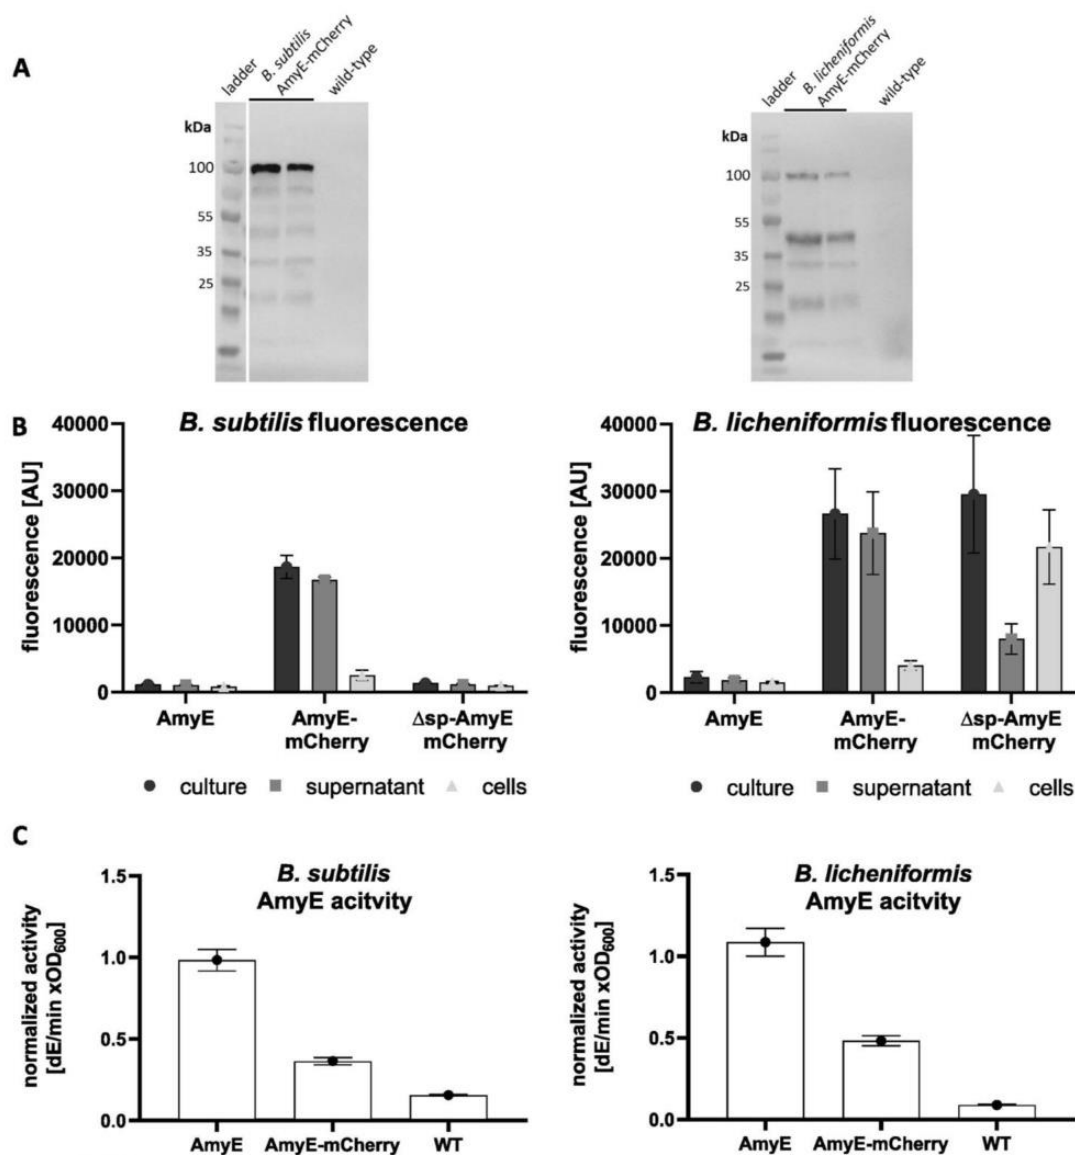 A
ladder
B. subtilis
AmyE-mCherry
wild-type
kDa
100
55
35
25
ladder
B. licheniformis
AmyE-mCherry
wild-type
kDa
100
55
35
25
B
B. subtilis fluorescence
fluorescence [AU]
40000
30000
20000
10000
0
AmyE
AmyE-
mCherry
Δsp-AmyE
mCherry
culture supernatant cells
B. licheniformis fluorescence
fluorescence [AU]
40000
30000
20000
10000
0
AmyE
AmyE-
mCherry
Δsp-AmyE
mCherry
culture supernatant cells
C
B. subtilis
AmyE acitvity
normalized activity
[dE/min xOD600]
1.5
1.0
0.5
0.0
AmyE AmyE-mCherry WT
B. licheniformis
AmyE acitvity
normalized activity
[dE/min xOD600]
1.5
1.0
0.5
0.0
AmyE AmyE-mCherry WT